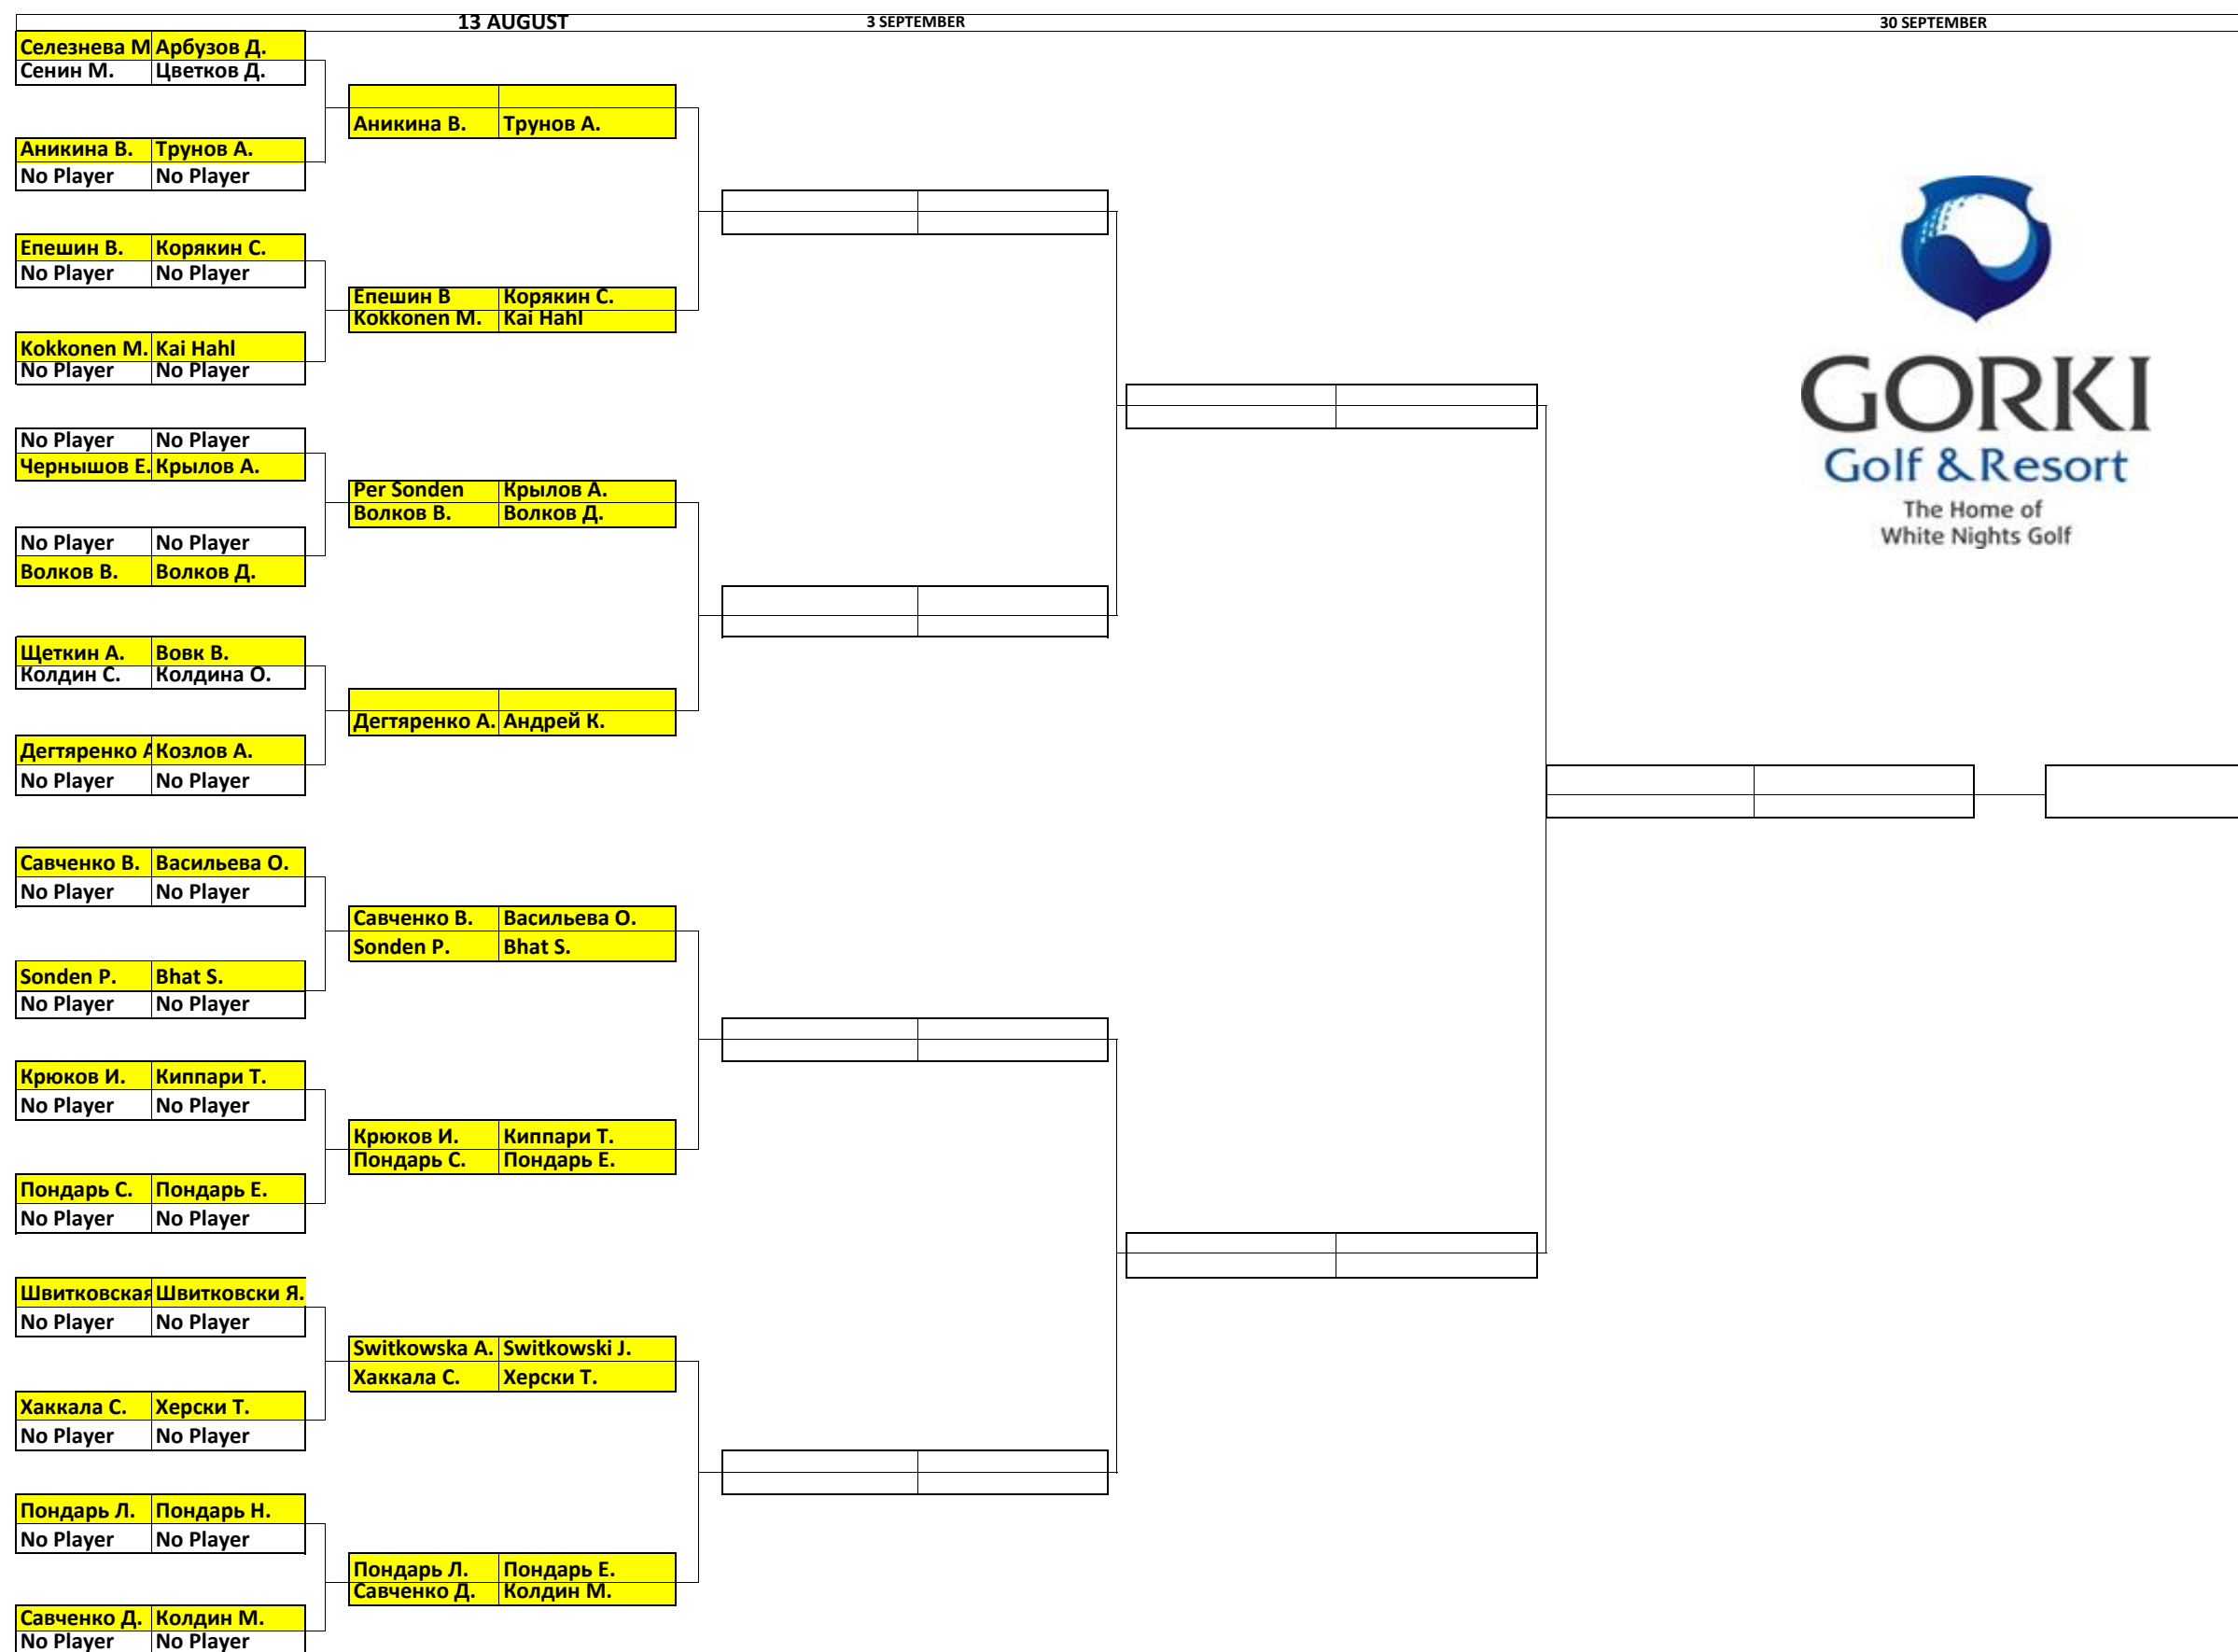 13 AUGUST 3 SEPTEMBER 30 SEPTEMBER
Селезнева М Арбузов Д.
Сенин М. Цветков Д.
Аникина В. Трунов А.
No Player No Player
Епешин В. Корякин С.
No Player No Player
Kokkonen M. Kai Hahl
No Player No Player
No Player No Player
Чернышов Е. Крылов А.
No Player No Player
Волков В. Волков Д.
Щеткин А. Вовк В.
Колдин С. Колдина О.
Дегтяренко А Козлов А.
No Player No Player
Савченко В. Васильева О.
No Player No Player
Sonden P. Bhat S.
No Player No Player
Крюков И. Киппари Т.
No Player No Player
Пондарь С. Пондарь Е.
No Player No Player
Швитковская Швитковски Я.
No Player No Player
Хаккала С. Херски Т.
No Player No Player
Пондарь Л. Пондарь Н.
No Player No Player
Савченко Д. Колдин М.
No Player No Player
Аникина В. Трунов А.
Епешин В Корякин С.
Kokkonen M. Kai Hahl
Per Sonden Крылов А.
Волков В. Волков Д.
Дегтяренко А. Андрей К.
Савченко В. Васильева О.
Sonden P. Bhat S.
Крюков И. Киппари Т.
Пондарь С. Пондарь Е.
Switkowska A. Switkowski J.
Хаккала С. Херски Т.
Пондарь Л. Пондарь Е.
Савченко Д. Колдин М.
GORKI
Golf & Resort
The Home of
White Nights Golf